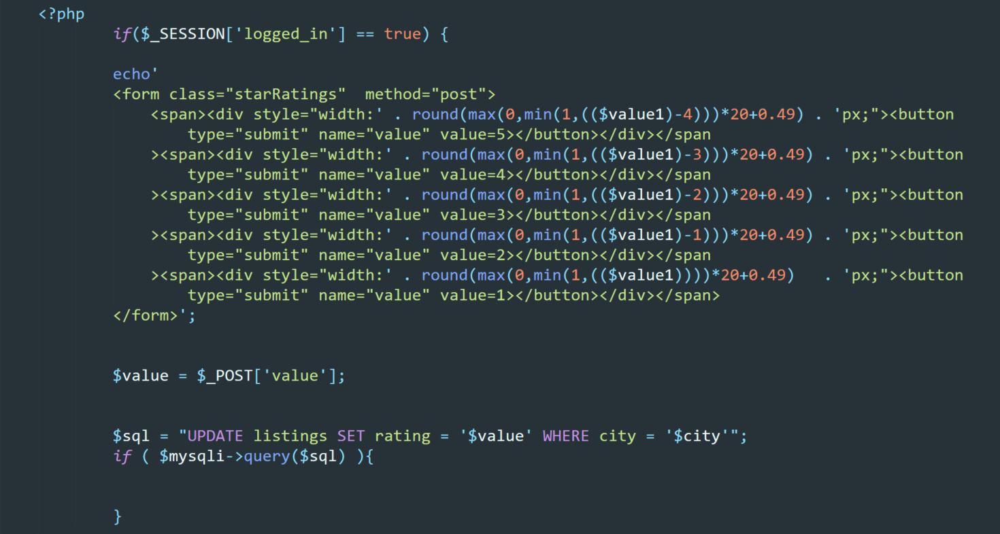 <?php
if($_SESSION['logged_in'] == true) {
echo'
<form class="starRatings"  method="post">
<span><div style="width:' . round(max(0,min(1,(($value1)-4)))*20+0.49) . 'px;"><button
type="submit" name="value" value=5></button></div></span
><span><div style="width:' . round(max(0,min(1,(($value1)-3)))*20+0.49) . 'px;"><button
type="submit" name="value" value=4></button></div></span
><span><div style="width:' . round(max(0,min(1,(($value1)-2)))*20+0.49) . 'px;"><button
type="submit" name="value" value=3></button></div></span
><span><div style="width:' . round(max(0,min(1,(($value1)-1)))*20+0.49) . 'px;"><button
type="submit" name="value" value=2></button></div></span
><span><div style="width:' . round(max(0,min(1,(($value1))))*20+0.49)   . 'px;"><button
type="submit" name="value" value=1></button></div></span>
</form>';
$value = $_POST['value'];
$sql = "UPDATE listings SET rating = '$value' WHERE city = '$city'";
if ( $mysqli->query($sql) ){
}